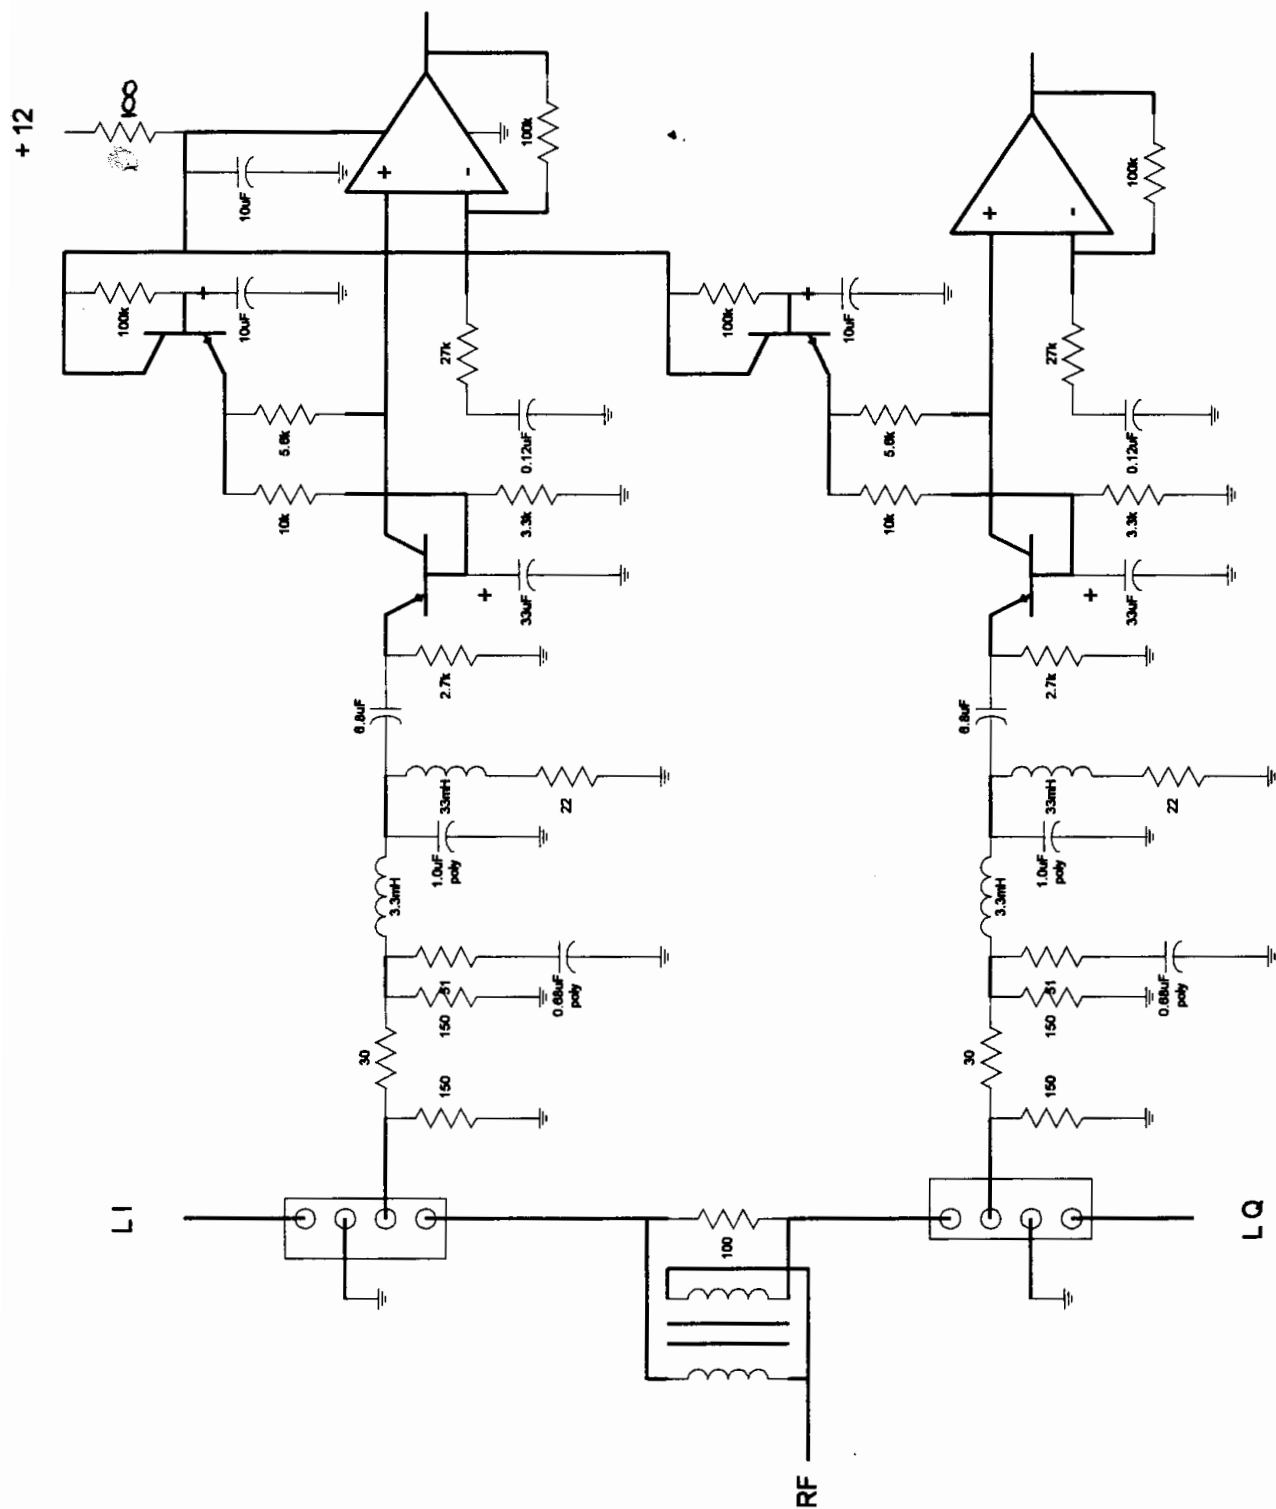 +12
100
10uF
+
-
100k
100k
+
10uF
27k
5.6k
0.12uF
10k
3.3k
+
33uF
2.7k
6.8uF
33mH
22
1.0uF
poly
3.3mH
51
0.68uF
poly
150
30
150
LI
100
RF
100k
+
10uF
+
-
100k
27k
5.6k
0.12uF
10k
3.3k
+
33uF
2.7k
6.8uF
33mH
22
1.0uF
poly
3.3mH
51
0.68uF
poly
150
30
150
LQ